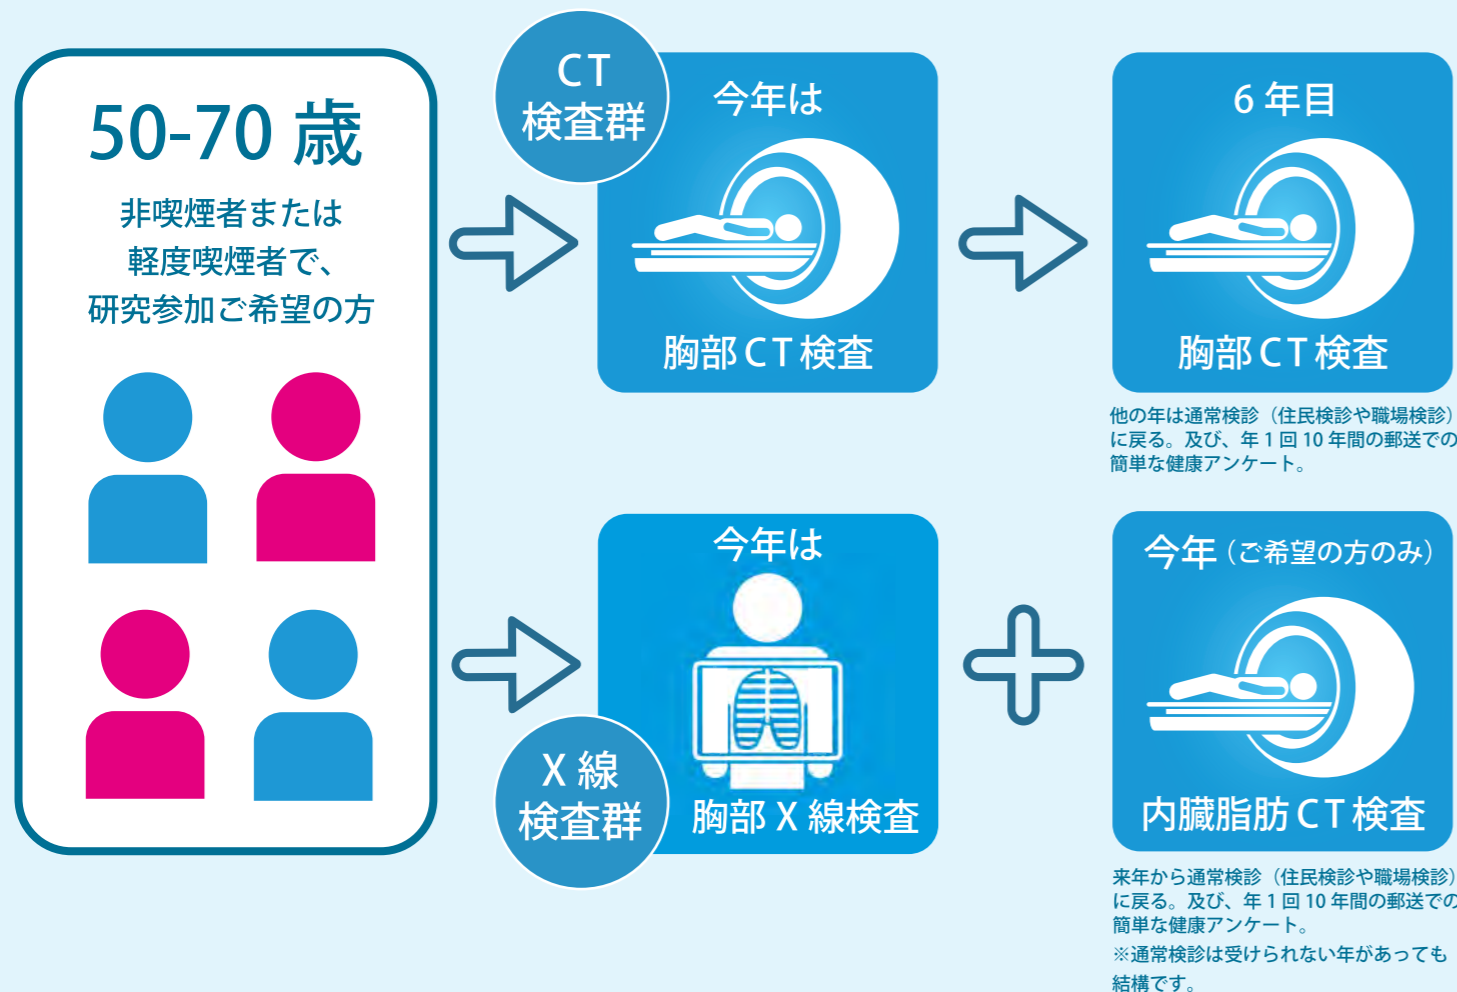 50-70 歳
非喫煙者または
軽度喫煙者で、
研究参加ご希望の方
CT
検査群
今年は
胸部CT検査
6 年目
胸部CT検査
他の年は通常検診（住民検診や職場検診）
に戻る。及び、年 1 回 10 年間の郵送での
簡単な健康アンケート。
X 線
検査群
今年は
胸部 X 線検査
今年（ご希望の方のみ）
内臓脂肪CT検査
来年から通常検診（住民検診や職場検診）
に戻る。及び、年 1 回 10 年間の郵送での
簡単な健康アンケート。
※通常検診は受けられない年があっても
結構です。